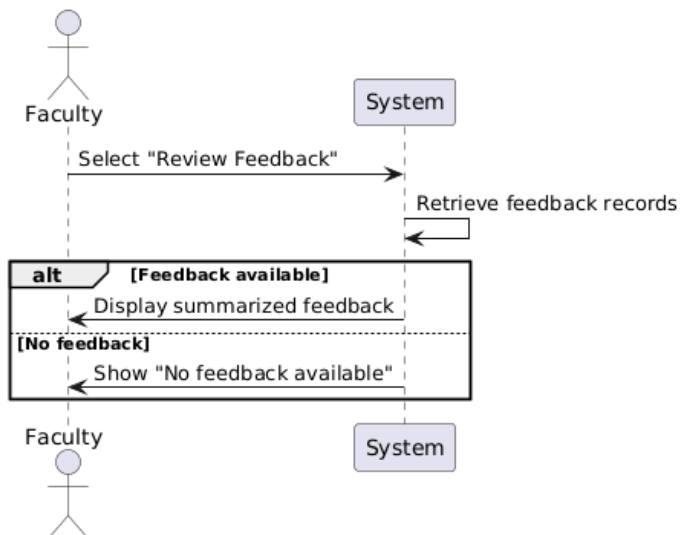 Faculty
System
Select "Review Feedback"
Retrieve feedback records
alt [Feedback available]
Display summarized feedback
[No feedback]
Show "No feedback available"
Faculty
System